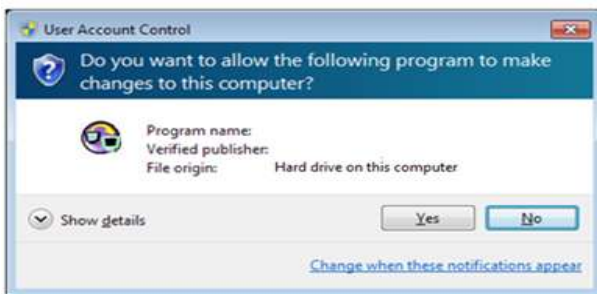 User Account Control
Do you want to allow the following program to make
changes to this computer?
Program name:
Verified publisher:
File origin: Hard drive on this computer
Show details
Yes
No
Change when these notifications appear